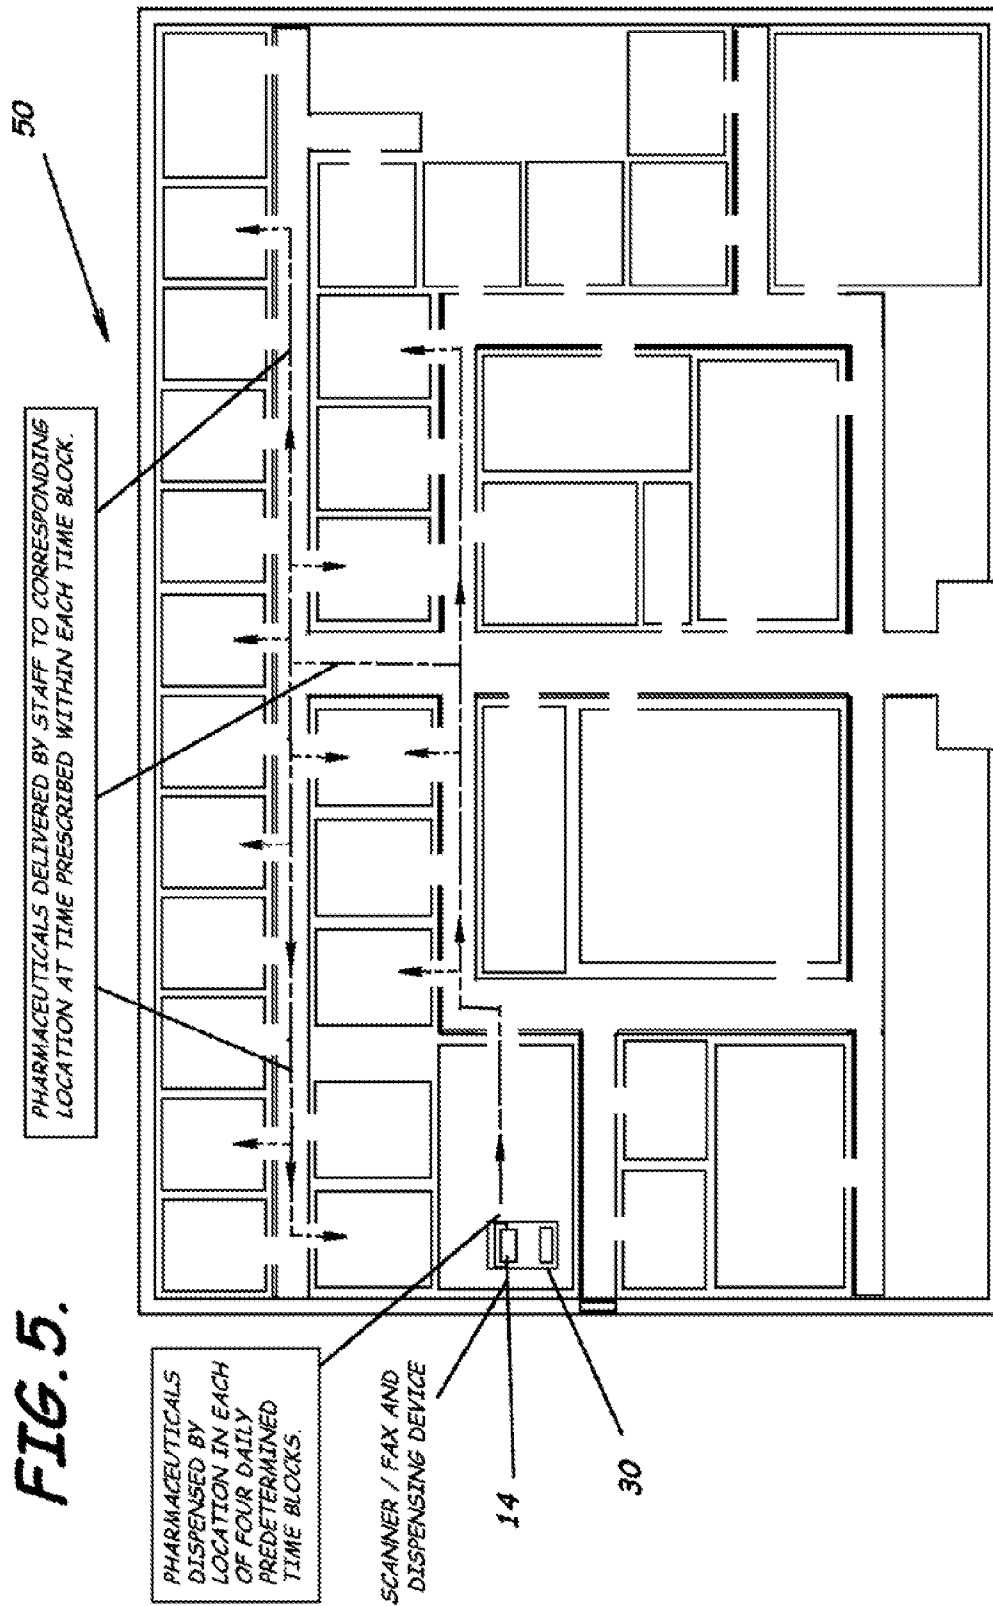 FIG. 5.
50
PHARMACEUTICALS DELIVERED BY STAFF TO CORRESPONDING
LOCATION AT TIME PRESCRIBED WITHIN EACH TIME BLOCK.
PHARMACEUTICALS
DISPENSED BY
LOCATION IN EACH
OF FOUR DAILY
PREDETERMINED
TIME BLOCKS.
SCANNER / FAX AND
DISPENSING DEVICE
14
30